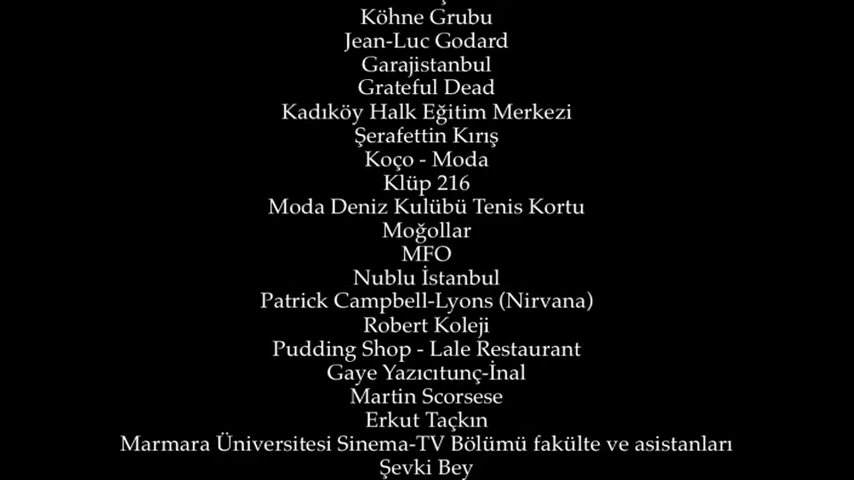 Köhne Grubu
Jean-Luc Godard
Garajistanbul
Grateful Dead
Kadıköy Halk Eğitim Merkezi
Şerafettin Kırış
Koço - Moda
Klüp 216
Moda Deniz Kulübü Tenis Kortu
Moğollar
MFO
Nublu İstanbul
Patrick Campbell-Lyons (Nirvana)
Robert Koleji
Pudding Shop - Lale Restaurant
Gaye Yazıcıtunç-İnal
Martin Scorsese
Erkut Taçkın
Marmara Üniversitesi Sinema-TV Bölümü fakülte ve asistanları
Şevki Bey